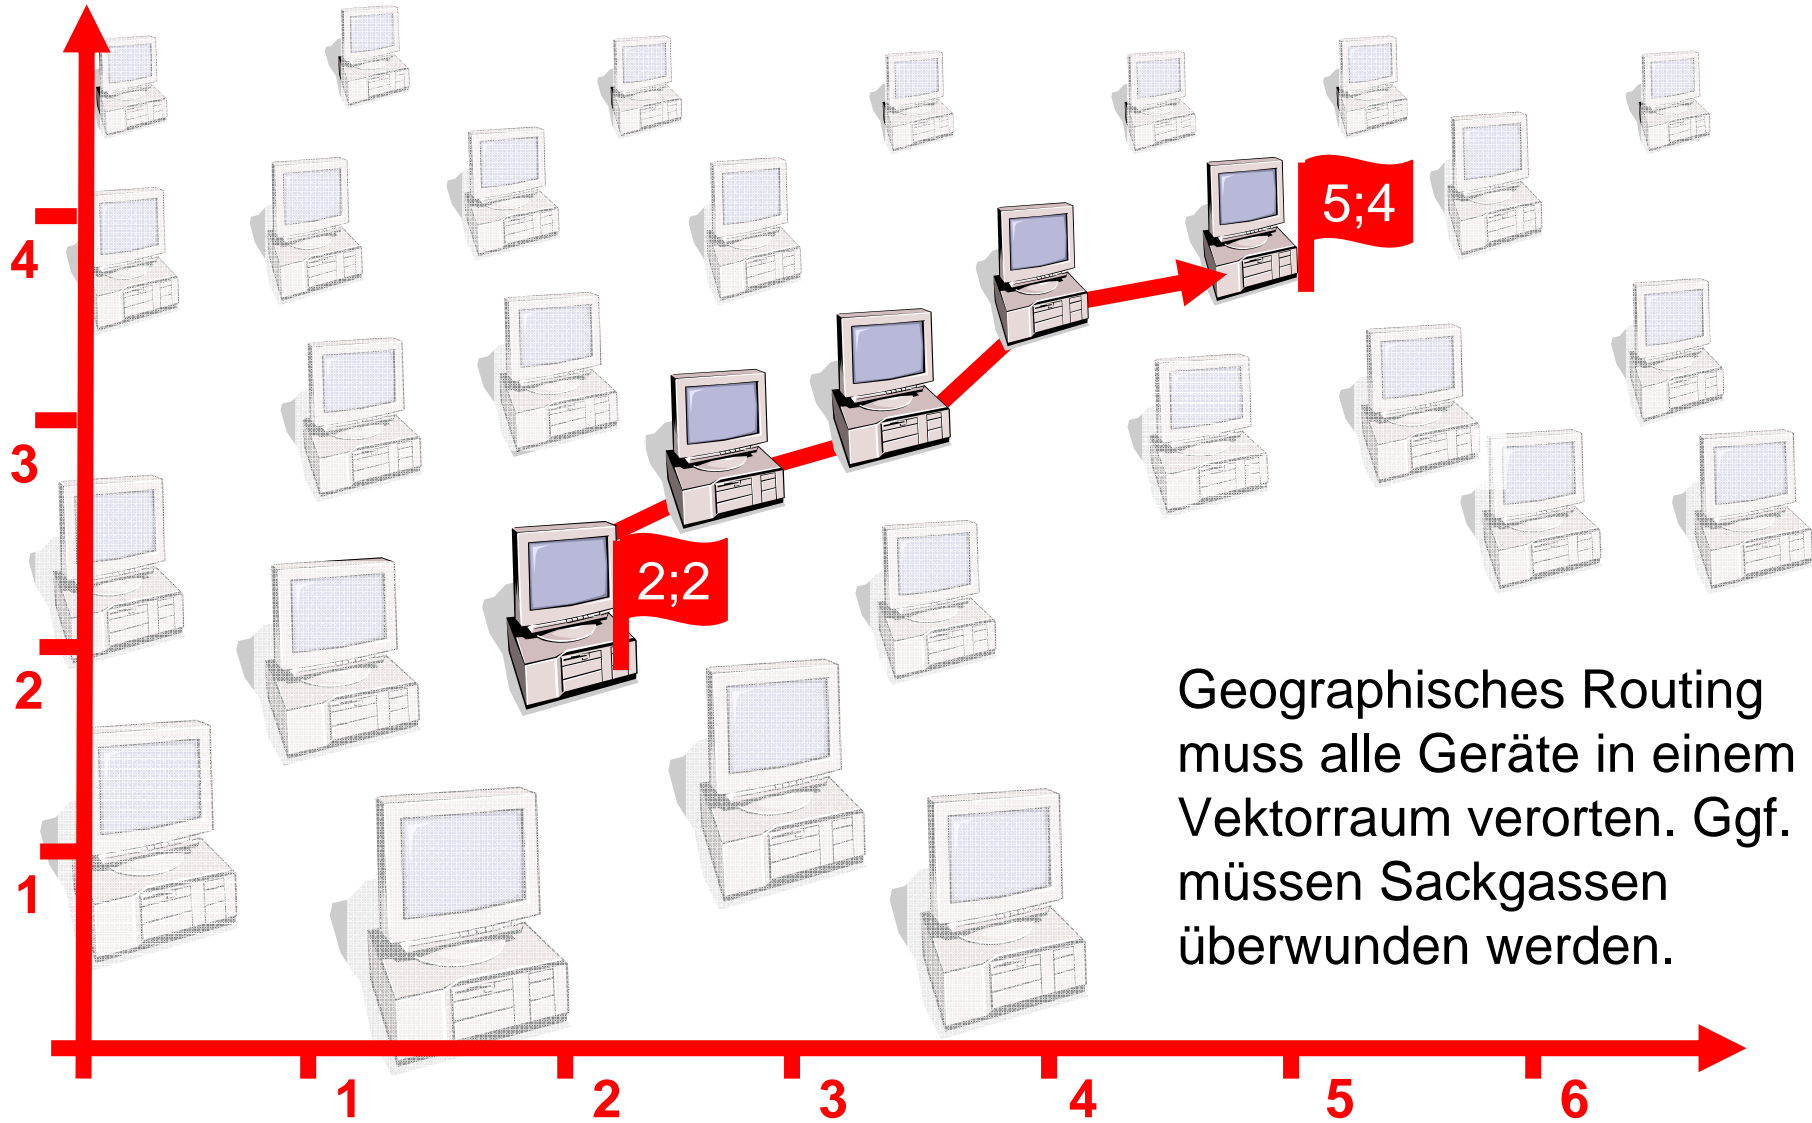 5;4
4
3
2;2
2
Geographisches Routing
muss alle Geräte in einem
Vektorraum verorten. Ggf.
müssen Sackgassen
überwunden werden.
1
1 2 3 4 5 6